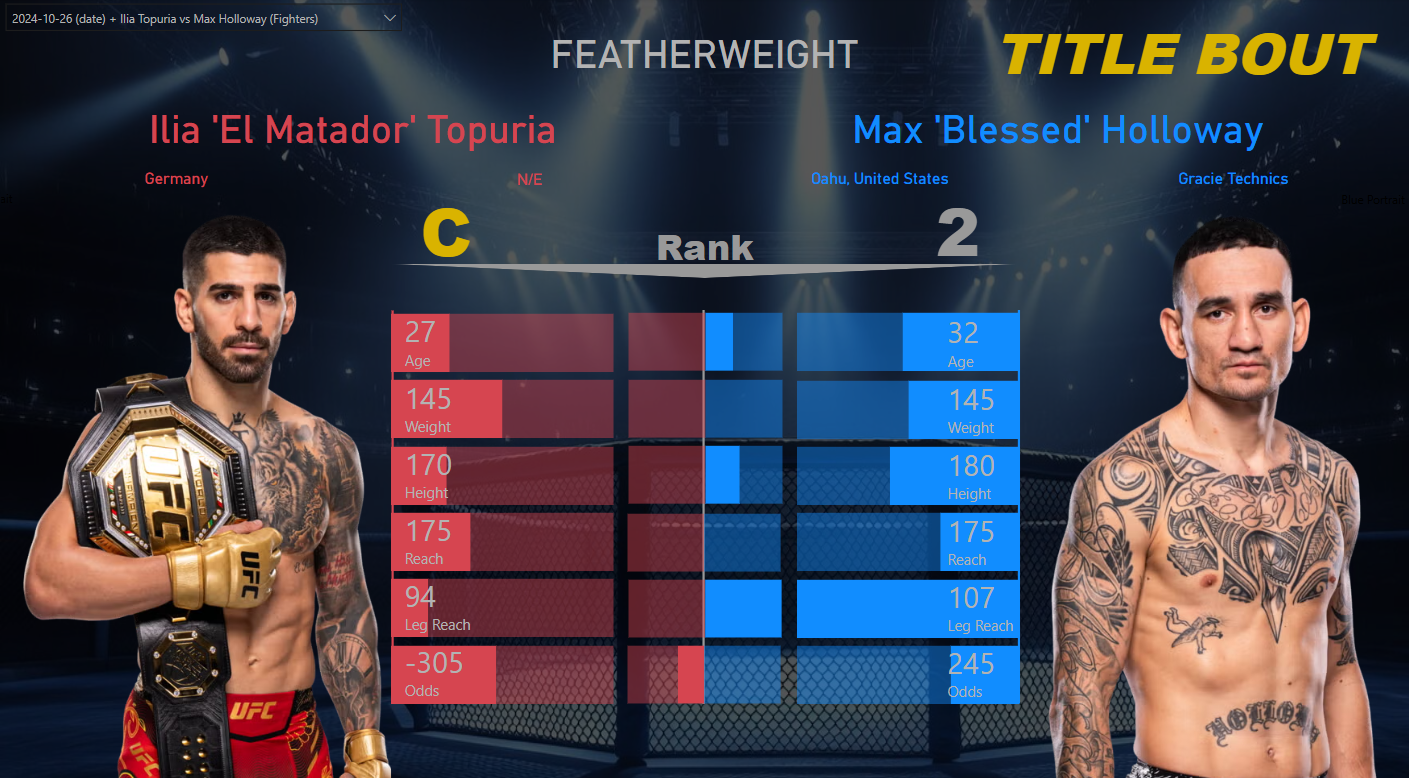 2024-10-26 (date) + Ilia Topuria vs Max Holloway (Fighters)
FEATHERWEIGHT
TITLE BOUT
Ilia 'El Matador' Topuria
Max 'Blessed' Holloway
Germany
N/E
Oahu, United States
Gracie Technics
Blue Portrait
C
Rank
2
27
Age
32
Age
145
Weight
145
Weight
170
Height
180
Height
175
Reach
175
Reach
94
Leg Reach
107
Leg Reach
-305
Odds
245
Odds
UFC
UFC
UFC
UFC
HOLLOWAY